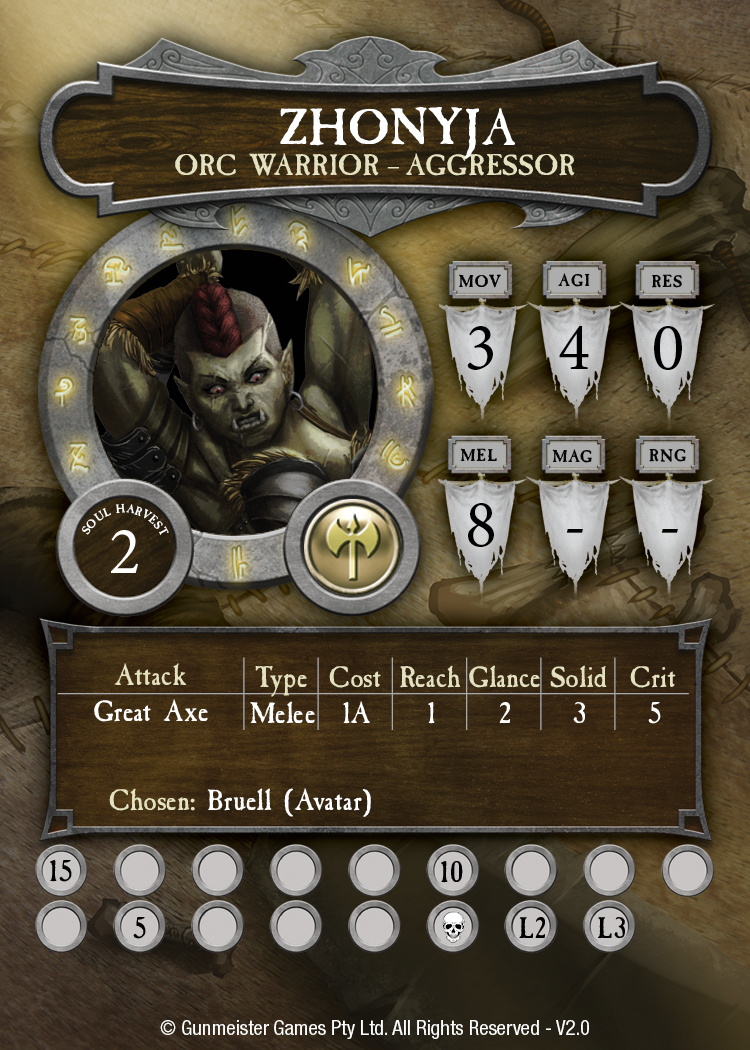 ZHONYJA
ORC WARRIOR – AGGRESSOR
MOV AGI RES
3 4 0
MEL MAG RNG
8 - -
SOUL HARVEST
2
Attack Type Cost Reach Glance Solid Crit
Great Axe Melee 1A 1 2 3 5
Chosen: Bruell (Avatar)
15 10
5 L2 L3
© Gunmeister Games Pty Ltd. All Rights Reserved - V2.0